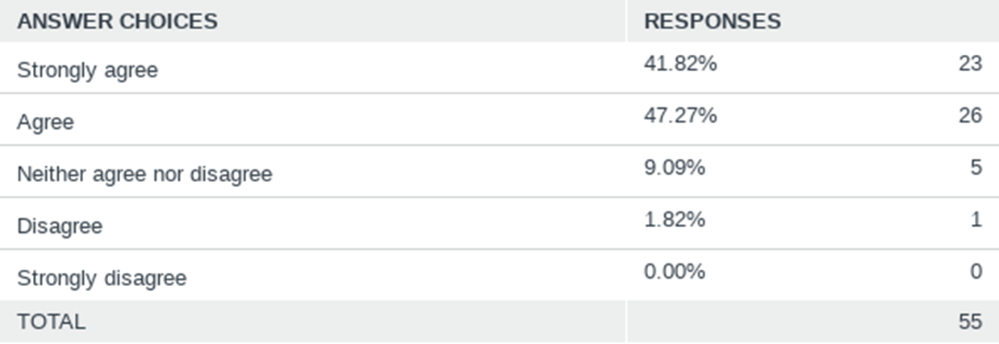 ANSWER CHOICES RESPONSES
Strongly agree 41.82% 23
Agree 47.27% 26
Neither agree nor disagree 9.09% 5
Disagree 1.82% 1
Strongly disagree 0.00% 0
TOTAL 55